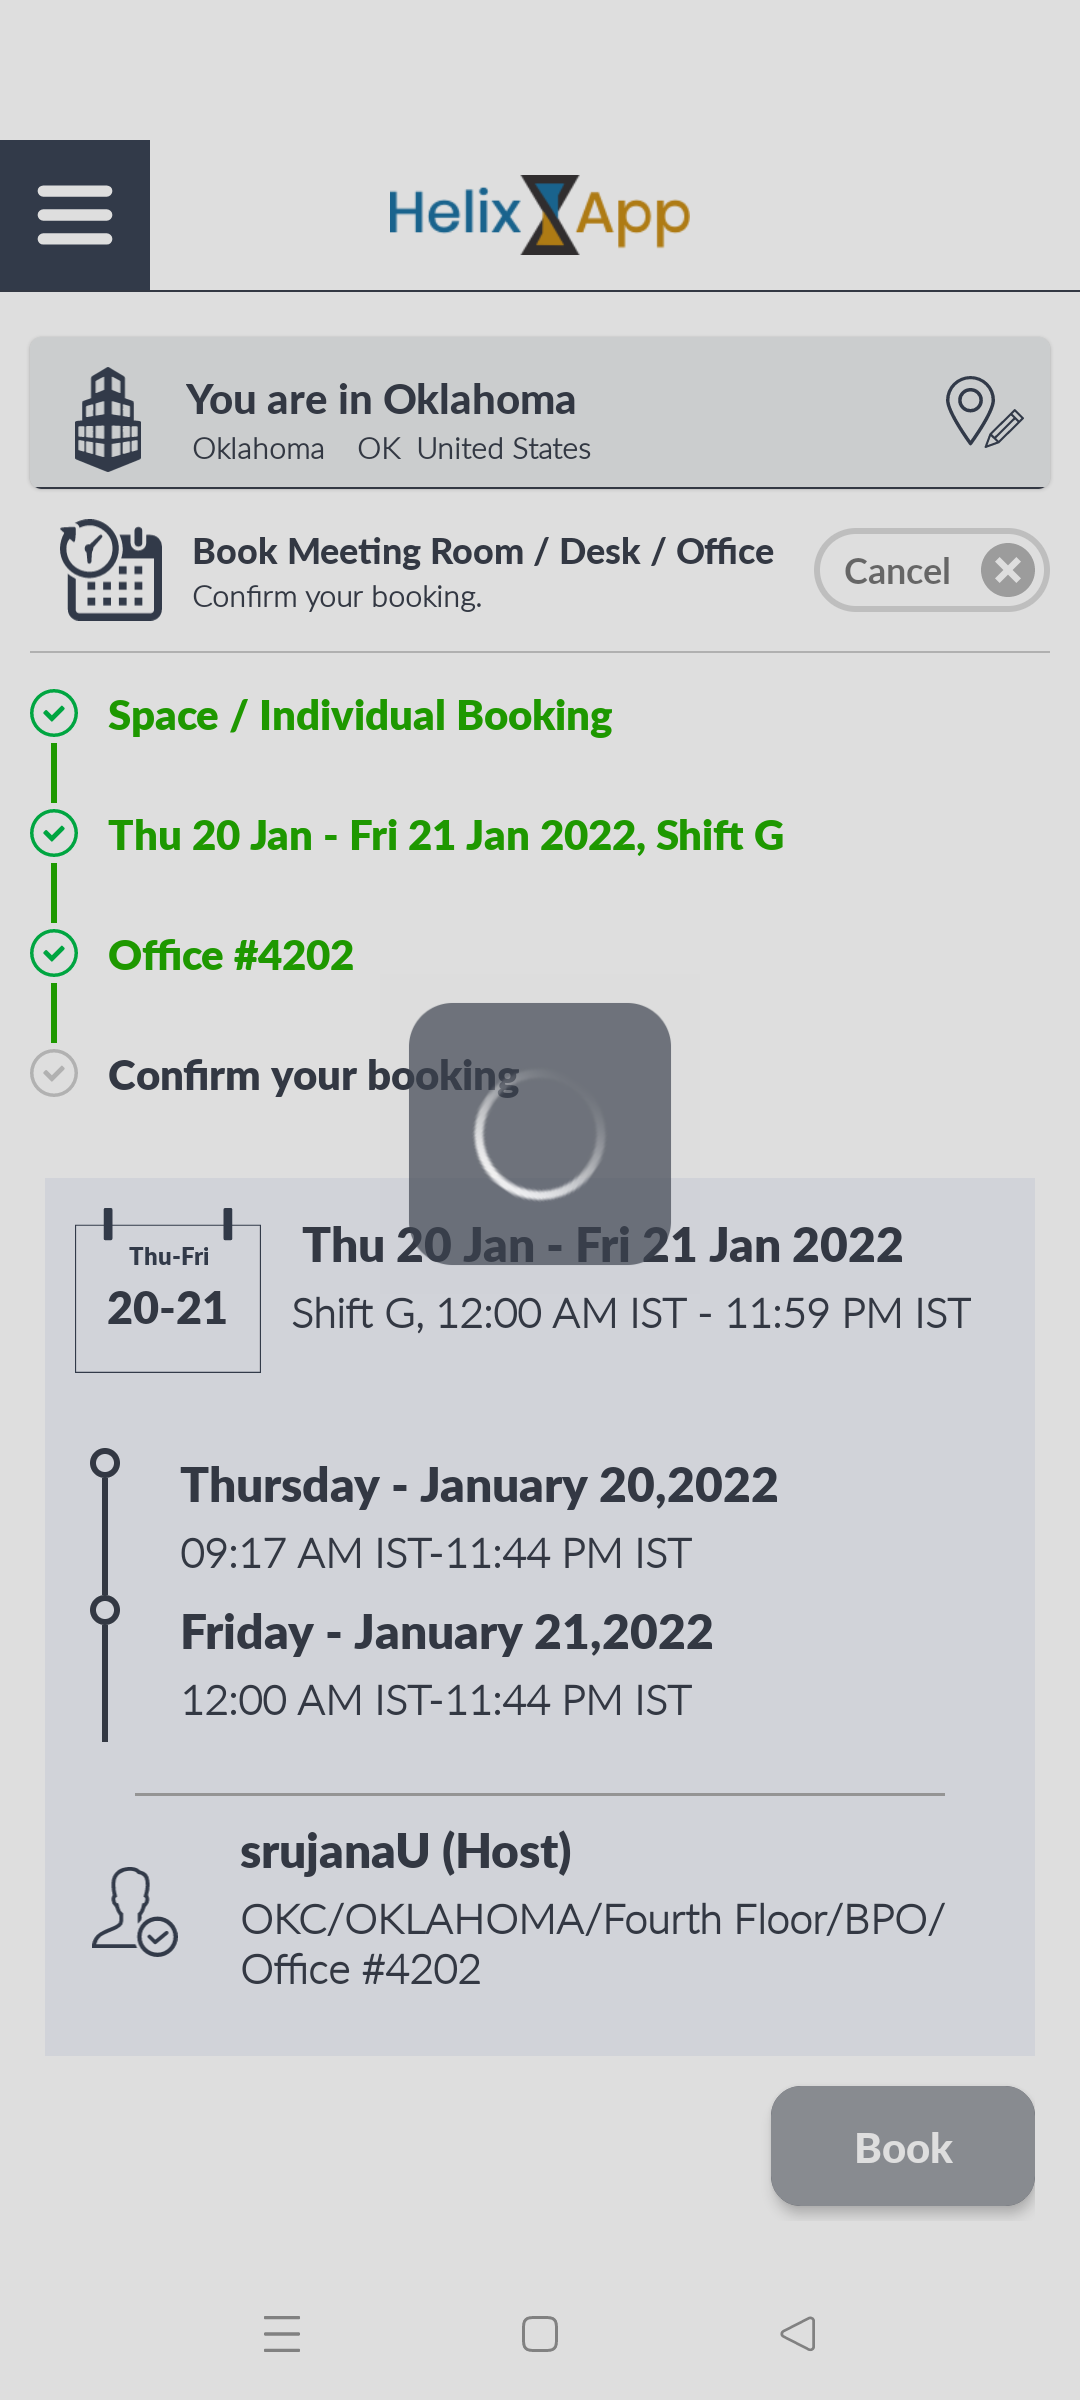 Helix App
You are in Oklahoma
Oklahoma OK United States
Book Meeting Room / Desk / Office
Confirm your booking.
Cancel
Space / Individual Booking
Thu 20 Jan - Fri 21 Jan 2022, Shift G
Office #4202
Confirm your booking
Thu-Fri
20-21
Thu 20 Jan - Fri 21 Jan 2022
Shift G, 12:00 AM IST - 11:59 PM IST
Thursday - January 20,2022
09:17 AM IST-11:44 PM IST
Friday - January 21,2022
12:00 AM IST-11:44 PM IST
srujanaU (Host)
OKC/OKLAHOMA/Fourth Floor/BPO/
Office #4202
Book